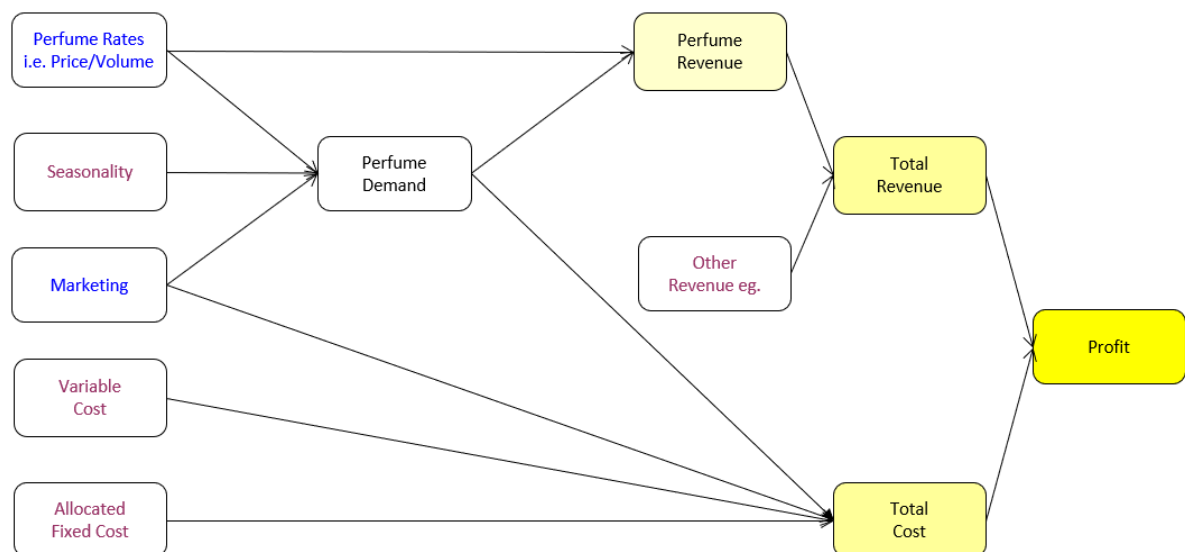 Perfume Rates
i.e. Price/Volume
Perfume
Revenue
Seasonality
Perfume
Demand
Total
Revenue
Marketing
Other
Revenue eg.
Profit
Variable
Cost
Allocated
Fixed Cost
Total
Cost